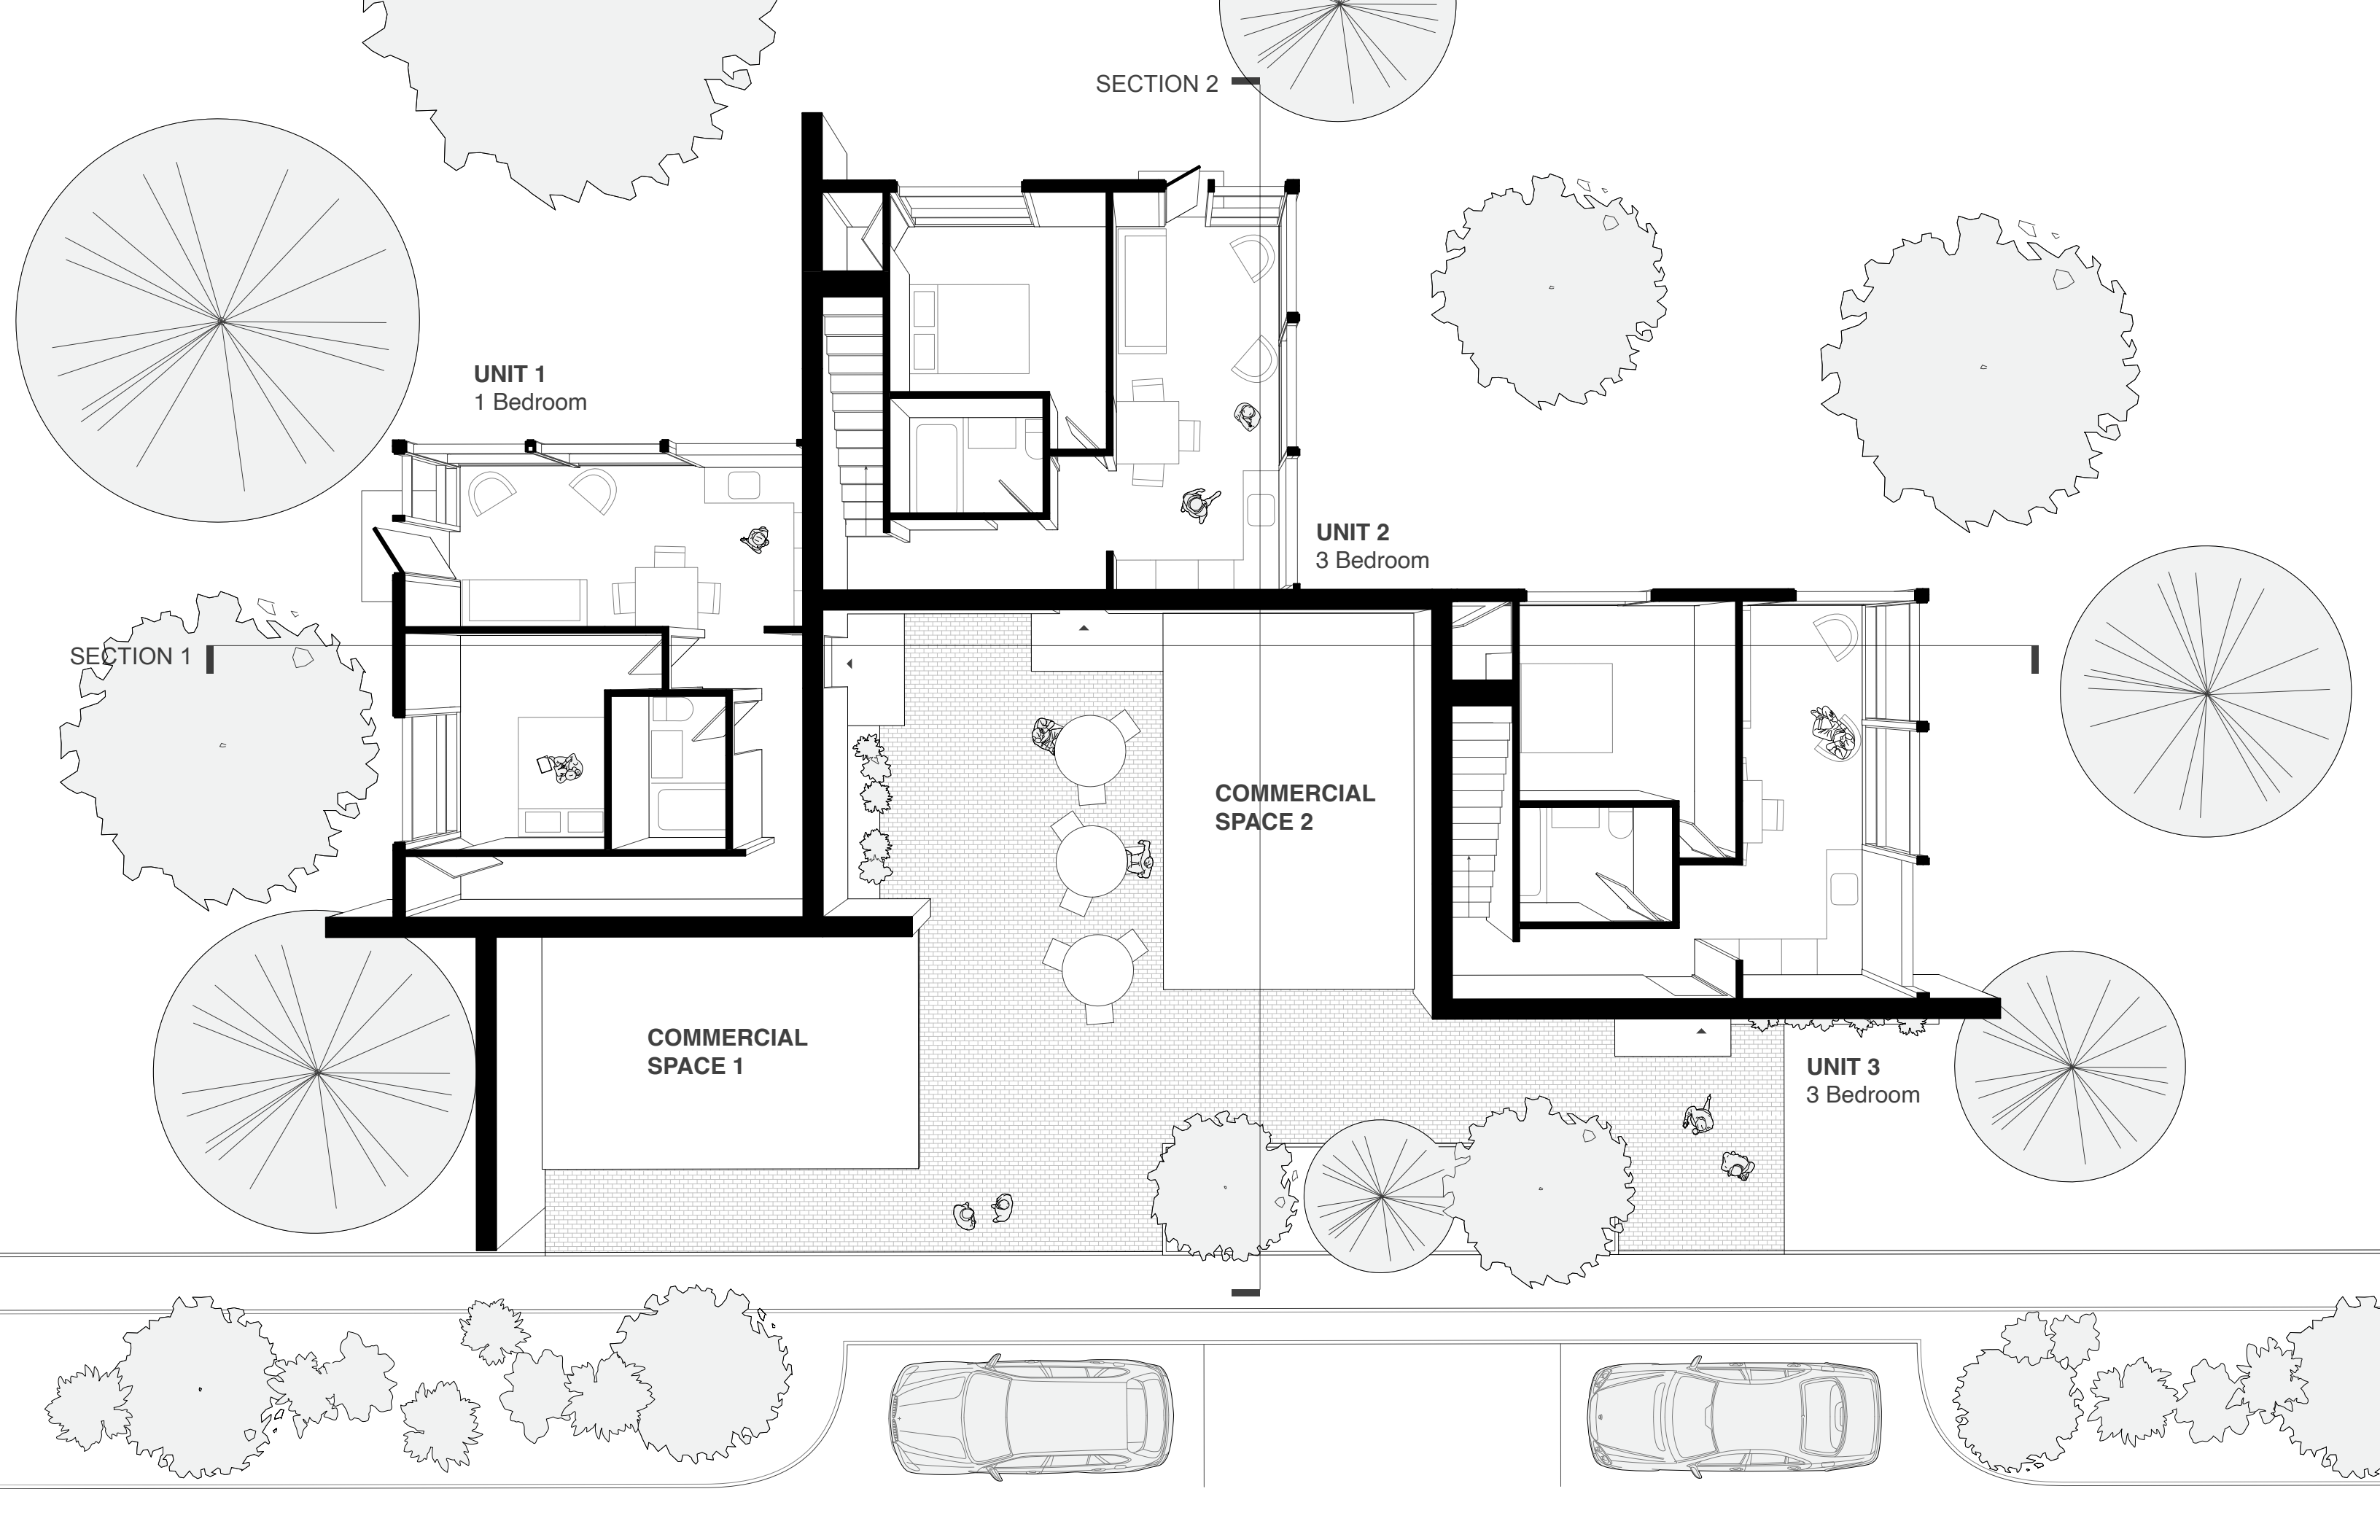 SECTION 2
UNIT 1
1 Bedroom
UNIT 2
3 Bedroom
SECTION 1
COMMERCIAL
SPACE 2
COMMERCIAL
SPACE 1
UNIT 3
3 Bedroom